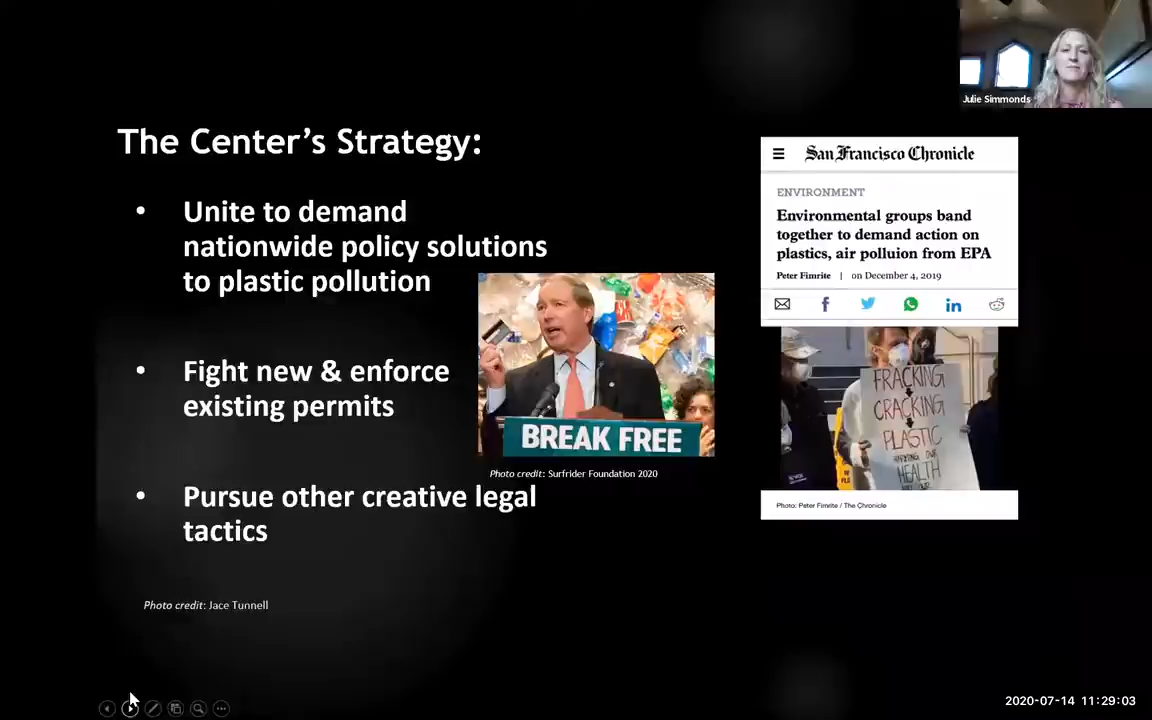 Julie Simmonds
The Center's Strategy:
• Unite to demand
nationwide policy solutions
to plastic pollution
• Fight new & enforce
existing permits
• Pursue other creative legal
tactics
Photo credit: Jace Tunnell
BREAK FREE
Photo credit: Surfrider Foundation 2020
San Francisco Chronicle
ENVIRONMENT
Environmental groups band
together to demand action on
plastics, air polluion from EPA
Peter Fimrite | on December 4, 2019
FRACKING
CRACKING
PLASTIC
HEALTH
Photo: Peter Fimrite / The Chronicle
2020-07-14 11:29:03